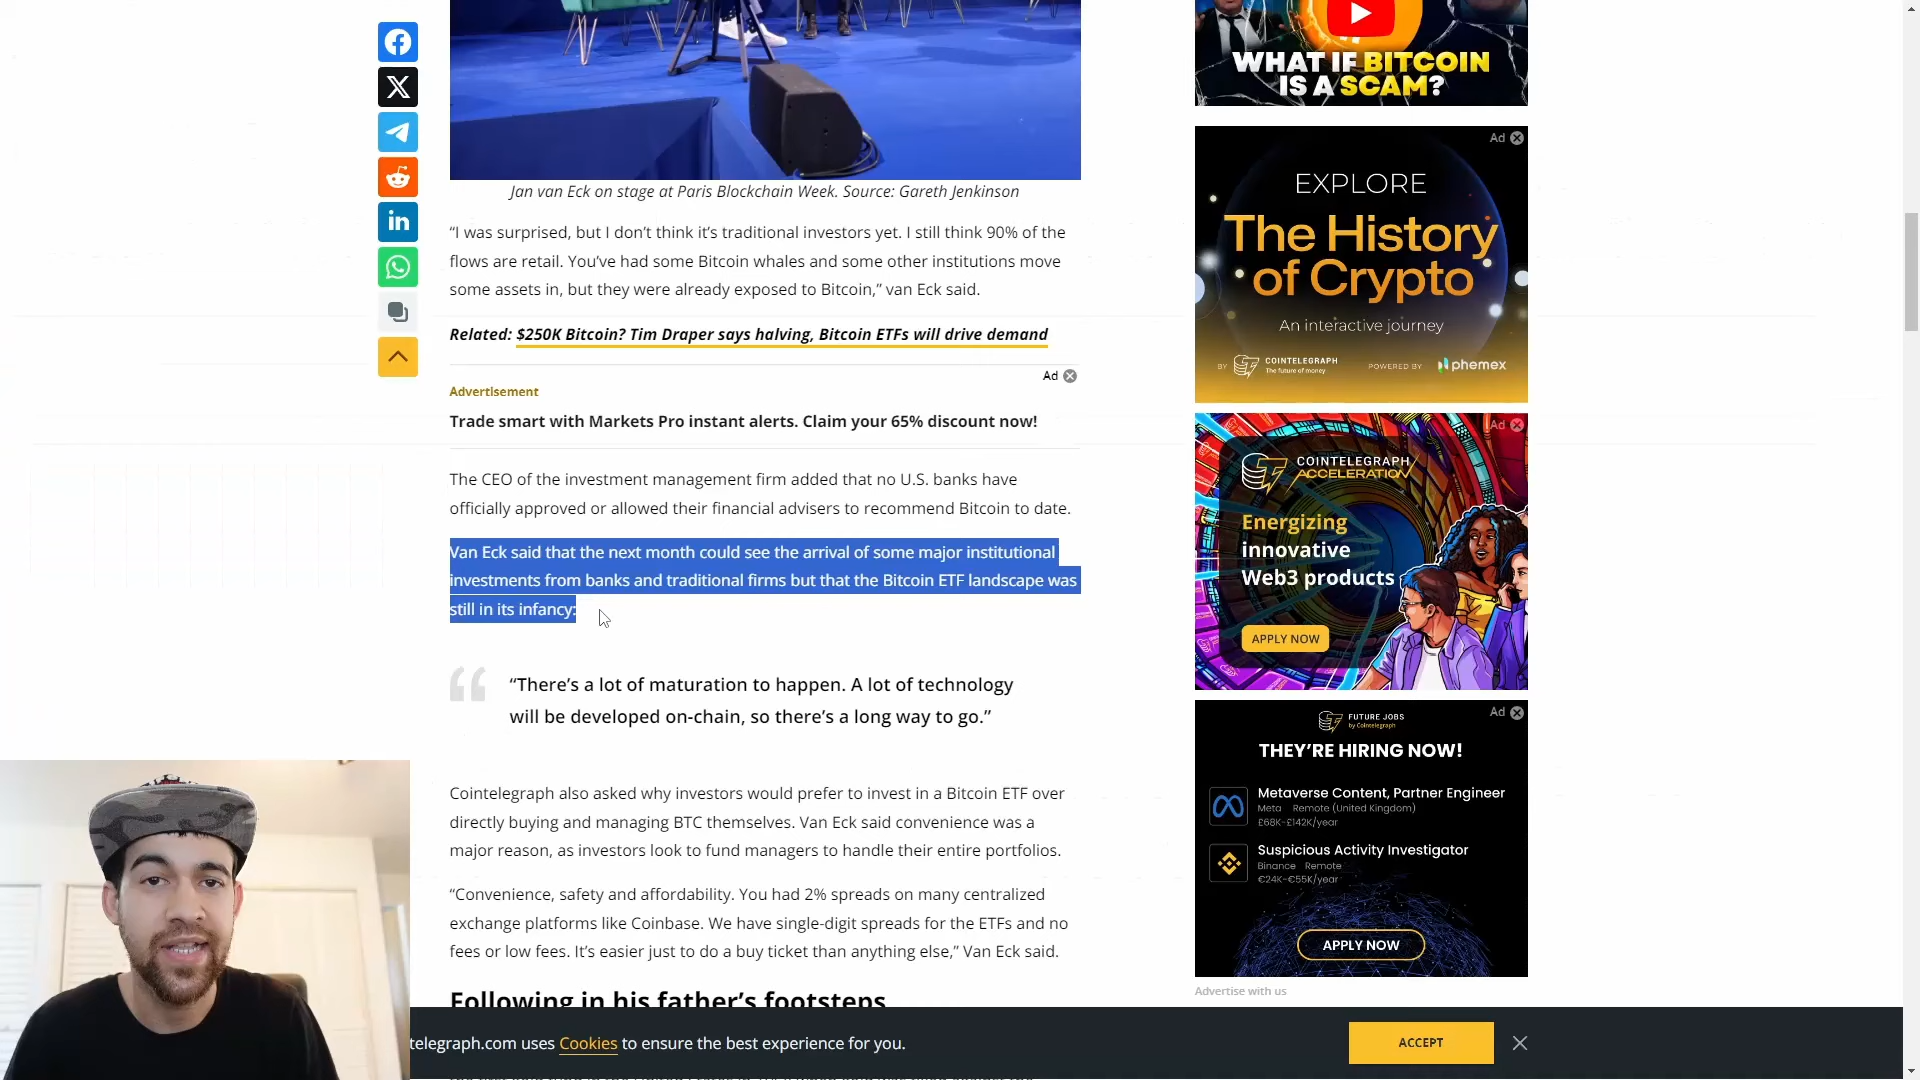 WHAT IF BITCOIN
IS A SCAM?
Jan van Eck on stage at Paris Blockchain Week. Source: Gareth Jenkinson
“I was surprised, but I don’t think it’s traditional investors yet. I still think 90% of the
flows are retail. You’ve had some Bitcoin whales and some other institutions move
some assets in, but they were already exposed to Bitcoin,” van Eck said.
Related: $250K Bitcoin? Tim Draper says halving, Bitcoin ETFs will drive demand
Ad
Advertisement
Trade smart with Markets Pro instant alerts. Claim your 65% discount now!
The CEO of the investment management firm added that no U.S. banks have
officially approved or allowed their financial advisers to recommend Bitcoin to date.
Van Eck said that the next month could see the arrival of some major institutional
investments from banks and traditional firms but that the Bitcoin ETF landscape was
still in its infancy:
“There’s a lot of maturation to happen. A lot of technology
will be developed on-chain, so there’s a long way to go.”
Cointelegraph also asked why investors would prefer to invest in a Bitcoin ETF over
directly buying and managing BTC themselves. Van Eck said convenience was a
major reason, as investors look to fund managers to handle their entire portfolios.
“Convenience, safety and affordability. You had 2% spreads on many centralized
exchange platforms like Coinbase. We have single-digit spreads for the ETFs and no
fees or low fees. It’s easier just to do a buy ticket than anything else,” Van Eck said.
Following in his father’s footsteps
telegraph.com uses Cookies to ensure the best experience for you.
ACCEPT
Ad
EXPLORE
The History
of Crypto
An interactive journey
BY COINTELEGRAPH
The future of money
POWERED BY phemex
Ad
COINTELEGRAPH
ACCELERATION
Energizing
innovative
Web3 products
APPLY NOW
Ad
FUTURE JOBS
by Cointelegraph
THEY’RE HIRING NOW!
Metaverse Content, Partner Engineer
Meta Remote (United Kingdom)
£68K-£142K/year
Suspicious Activity Investigator
Binance Remote
€24K-€55K/year
APPLY NOW
Advertise with us